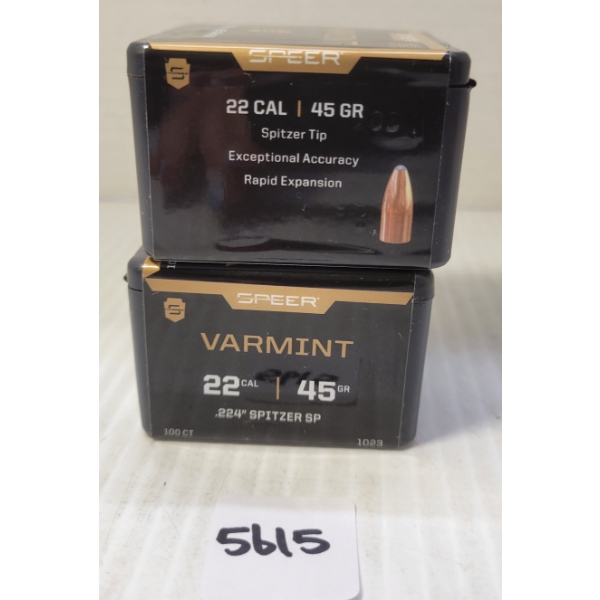 SPEER
22 CAL | 45 GR
Spitzer Tip
Exceptional Accuracy
Rapid Expansion
SPEER
VARMINT
22 CAL | 45 GR
.224" SPITZER SP
100 CT 1023
5615